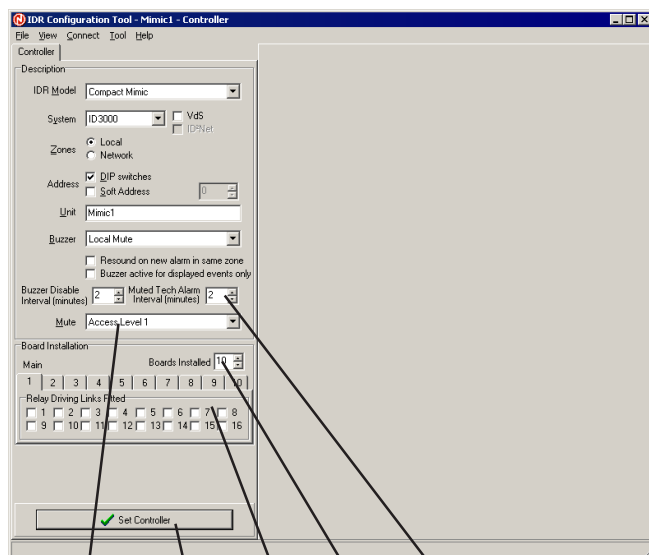 IDR Configuration Tool - Mimic1 - Controller
File View Connect Tool Help
Controller
Description
IDR Model Compact Mimic
System ID3000 VdS
ID²Net
Zones Local
Network
Address DIP switches
Soft Address 0
Unit Mimic1
Buzzer Local Mute
Resound on new alarm in same zone
Buzzer active for displayed events only
Buzzer Disable Interval (minutes) 2 Muted Tech Alarm Interval (minutes) 2
Mute Access Level 1
Board Installation
Main Boards Installed 10
1 2 3 4 5 6 7 8 9 10
Relay Driving Links Fitted
1 2 3 4 5 6 7 8
9 10 11 12 13 14 15 16
Set Controller